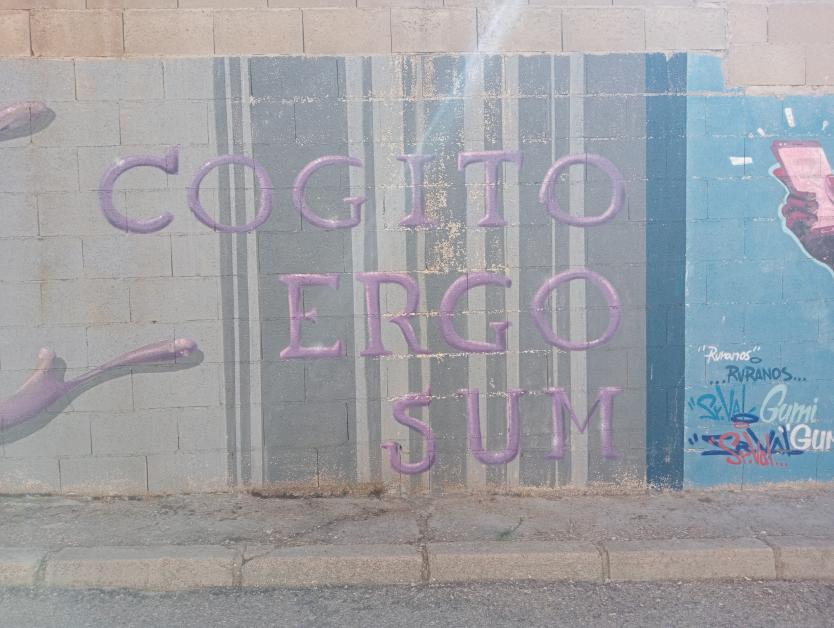 COGITO
ERGO
SUM
"Rvranos"
...RVRANOS...
Gumi